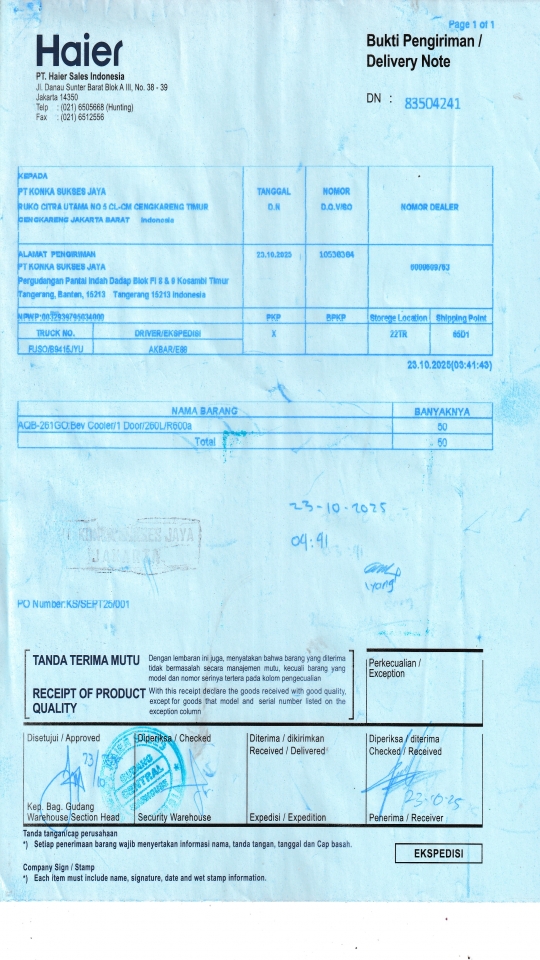 Page 1 of 1
Haier
Bukti Pengiriman /
Delivery Note
PT. Haier Sales Indonesia
Jl. Danau Sunter Barat Blok A III, No. 38 - 39
Jakarta 14350
Telp : (021) 6505668 (Hunting)
Fax : (021) 6512556
DN : 83504241
KEPADA
PT KONKA SUKSES JAYA
RUKO CITRA UTAMA NO 5 CL-CM CENGKARENG TIMUR
CENGKARENG JAKARTA BARAT Indonesia
TANGGAL
D.N
NOMOR
D.O.V/SO
NOMOR DEALER
ALAMAT PENGIRIMAN
PT KONKA SUKSES JAYA
Pergudangan Pantai Indah Dadap Blok FI 8 & 9 Kosambi Timur
Tangerang, Banten, 15213 Tangerang 15213 Indonesia
23.10.2025
10536364
PKP
BPKP
Storege Location
Shipping Point
TRUCK NO.
DRIVER/EKSPEDISI
X
22TR
65D1
FUSO/B9415JYU
AKBAR/E68
23.10.2025(03:41:43)
NAMA BARANG
BANYAKNYA
AQB-261GO:Bev Cooler/1 Door/260L/R600a
50
Total
50
23-10-2025
JAKARTA
PO Number:KS/SEPT25/001
TANDA TERIMA MUTU
Dengan lembaran ini juga, menyatakan bahwa barang yang diterima
tidak bermasalah secara manajemen mutu, kecuali barang yang
model dan nomor serinya tertera pada kolom pengecualian
RECEIPT OF PRODUCT
QUALITY
With this receipt declare the goods received with good quality,
except for goods that model and serial number listed on the
exception column
Perkecualian /
Exception
Disetujui / Approved
Diperiksa / Checked
Diterima / dikirimkan
Received / Delivered
Diperiksa / diterima
Checked / Received
GUDANG
CENTRAL
23-10-25
Kep. Bag. Gudang
Warehouse Section Head
Security Warehouse
Expedisi / Expedition
Penerima / Receiver
Tanda tangan/cap perusahaan
*) Setiap penerimaan barang wajib menyertakan informasi nama, tanda tangan, tanggal dan Cap basah.
EKSPEDISI
Company Sign / Stamp
*) Each item must include name, signature, date and wet stamp information.